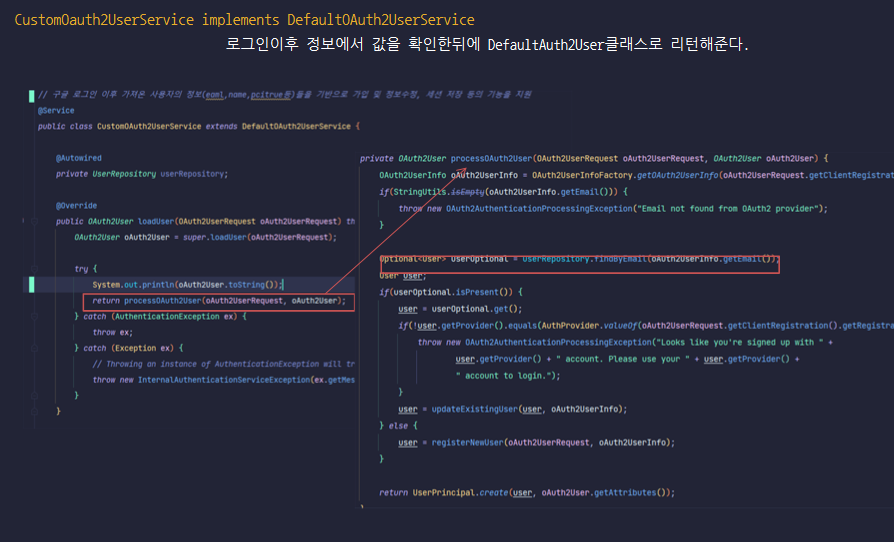 CustomOauth2UserService implements DefaultOAuth2UserService
로그인이후 정보에서 값을 확인한뒤에 DefaultAuth2User클래스로 리턴해준다.
// 구글 로그인 이후 가져온 사용자의 정보(eaml,name,pcitrue등)들을 기반으로 가입 및 정보수정, 세션 저장 등의 기능을 지원
@Service
public class CustomOAuth2UserService extends DefaultOAuth2UserService {
@Autowired
private UserRepository userRepository;
@Override
public OAuth2User loadUser(OAuth2UserRequest oAuth2UserRequest) th
OAuth2User oAuth2User = super.loadUser(oAuth2UserRequest);
try {
System.out.println(oAuth2User.toString());
return processOAuth2User(oAuth2UserRequest, oAuth2User);
} catch (AuthenticationException ex) {
throw ex;
} catch (Exception ex) {
// Throwing an instance of AuthenticationException will tr
throw new InternalAuthenticationServiceException(ex.getMes
}
}
private OAuth2User processOAuth2User(OAuth2UserRequest oAuth2UserRequest, OAuth2User oAuth2User) {
OAuth2UserInfo oAuth2UserInfo = OAuth2UserInfoFactory.getOAuth2UserInfo(oAuth2UserRequest.getClientRegistrat
if(StringUtils.isEmpty(oAuth2UserInfo.getEmail())) {
throw new OAuth2AuthenticationProcessingException("Email not found from OAuth2 provider");
}
Optional<User> userOptional = userRepository.findByEmail(oAuth2UserInfo.getEmail());
User user;
if(userOptional.isPresent()) {
user = userOptional.get();
if(!user.getProvider().equals(AuthProvider.valueOf(oAuth2UserRequest.getClientRegistration().getRegistra
throw new OAuth2AuthenticationProcessingException("Looks like you're signed up with " +
user.getProvider() + " account. Please use your " + user.getProvider() +
" account to login.");
}
user = updateExistingUser(user, oAuth2UserInfo);
} else {
user = registerNewUser(oAuth2UserRequest, oAuth2UserInfo);
}
return UserPrincipal.create(user, oAuth2User.getAttributes());
}